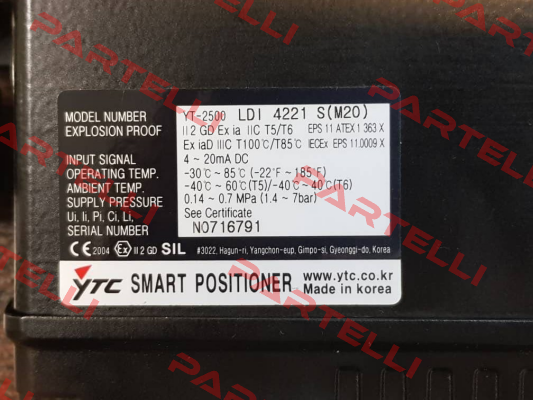 MODEL NUMBER YT-2500 LDI 4221 S(M20)
EXPLOSION PROOF II 2 GD Ex ia IIC T5/T6 EPS 11 ATEX 1 363 X
Ex iaD IIIC T100℃/T85℃ IECEx EPS 11.0009 X
INPUT SIGNAL 4 ~ 20mA DC
OPERATING TEMP. -30℃ ~ 85℃ (-22˚F ~ 185˚F)
AMBIENT TEMP. -40℃ ~ 60℃(T5)/-40℃~40℃(T6)
SUPPLY PRESSURE 0.14 ~ 0.7 MPa (1.4 ~ 7bar)
Ui, Ii, Pi, Ci, Li, See Certificate
SERIAL NUMBER N0716791
CE 2004 Ex II 2 GD SIL #3022, Hagun-ri, Yangchon-eup, Gimpo-si, Gyeonggi-do, Korea
YTC SMART POSITIONER www.ytc.co.kr
Made in korea
PARTELLI
PARTELLI
PARTELLI
PARTELLI